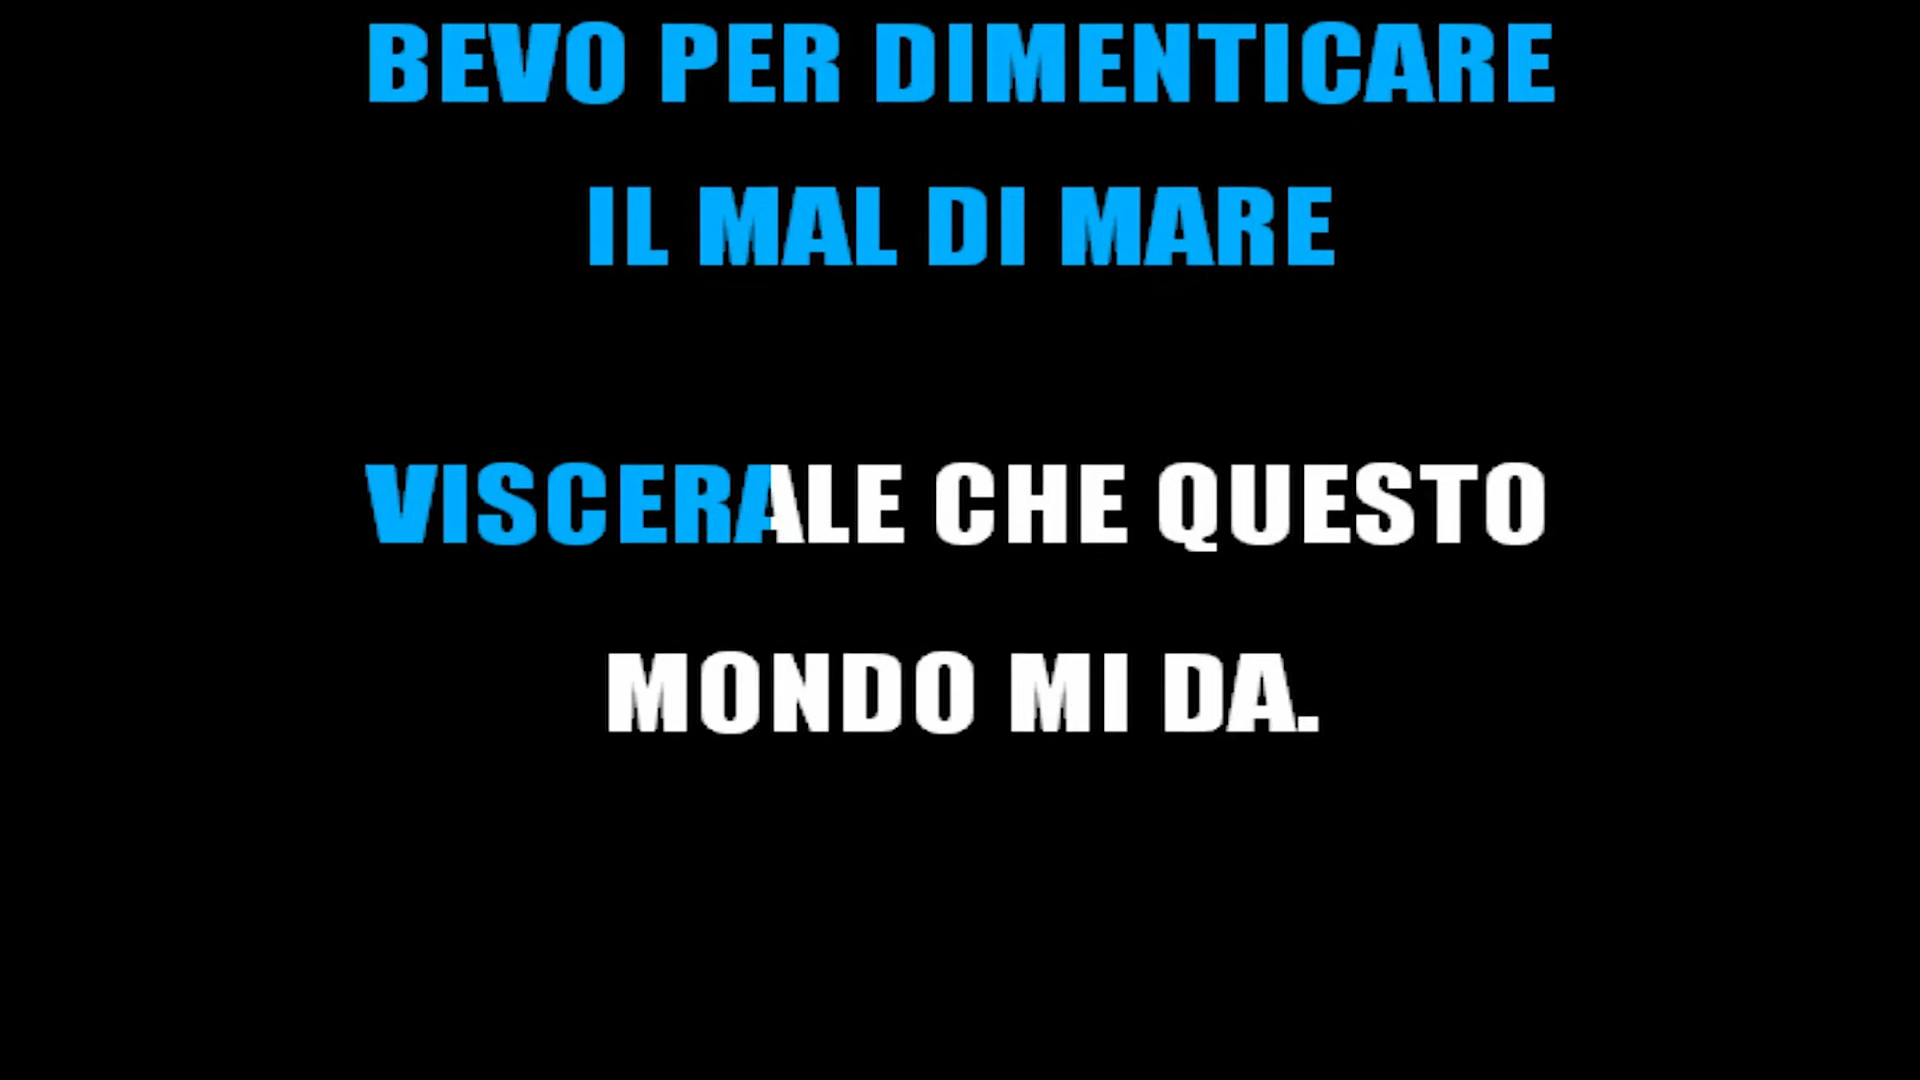 BEVO PER DIMENTICARE
IL MAL DI MARE
VISCERALE CHE QUESTO
MONDO MI DA.